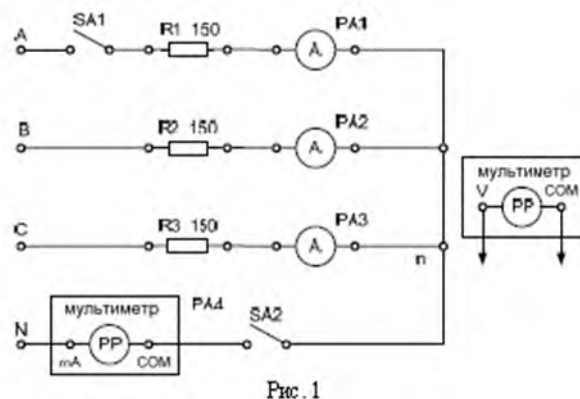 A SA1 R1 150 A PA1
B R2 150 A PA2
мультиметр
V PP COM
C R3 150 A PA3
n
мультиметр PA4 SA2
N mA PP COM
Рис.1